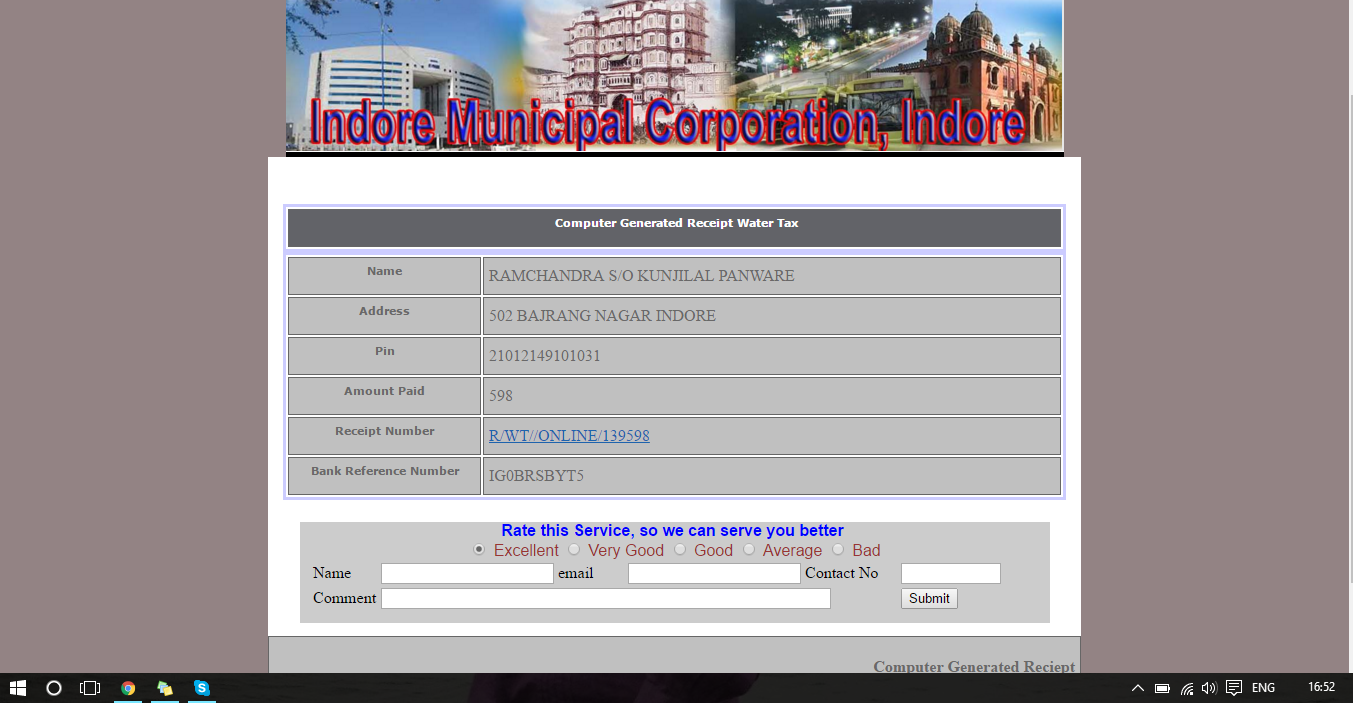 Indore Municipal Corporation, Indore
Computer Generated Receipt Water Tax
Name RAMCHANDRA S/O KUNJILAL PANWARE
Address 502 BAJRANG NAGAR INDORE
Pin 21012149101031
Amount Paid 598
Receipt Number R/WT//ONLINE/139598
Bank Reference Number IG0BRSBYT5
Rate this Service, so we can serve you better
Excellent Very Good Good Average Bad
Name email Contact No
Comment Submit
Computer Generated Reciept
ENG 16:52